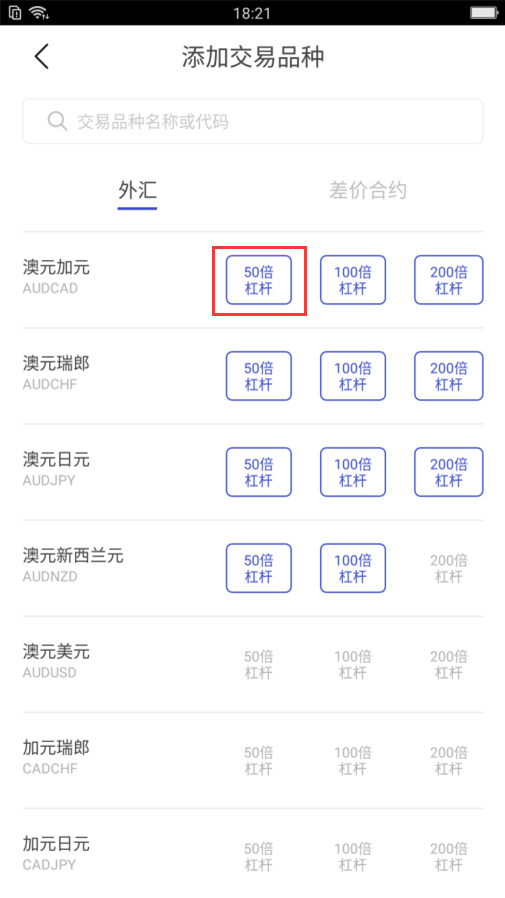 18:21
添加交易品种
交易品种名称或代码
外汇 差价合约
澳元加元
AUDCAD
50倍
杠杆
100倍
杠杆
200倍
杠杆
澳元瑞郎
AUDCHF
50倍
杠杆
100倍
杠杆
200倍
杠杆
澳元日元
AUDJPY
50倍
杠杆
100倍
杠杆
200倍
杠杆
澳元新西兰元
AUDNZD
50倍
杠杆
100倍
杠杆
200倍
杠杆
澳元美元
AUDUSD
50倍
杠杆
100倍
杠杆
200倍
杠杆
加元瑞郎
CADCHF
50倍
杠杆
100倍
杠杆
200倍
杠杆
加元日元
CADJPY
50倍
杠杆
100倍
杠杆
200倍
杠杆